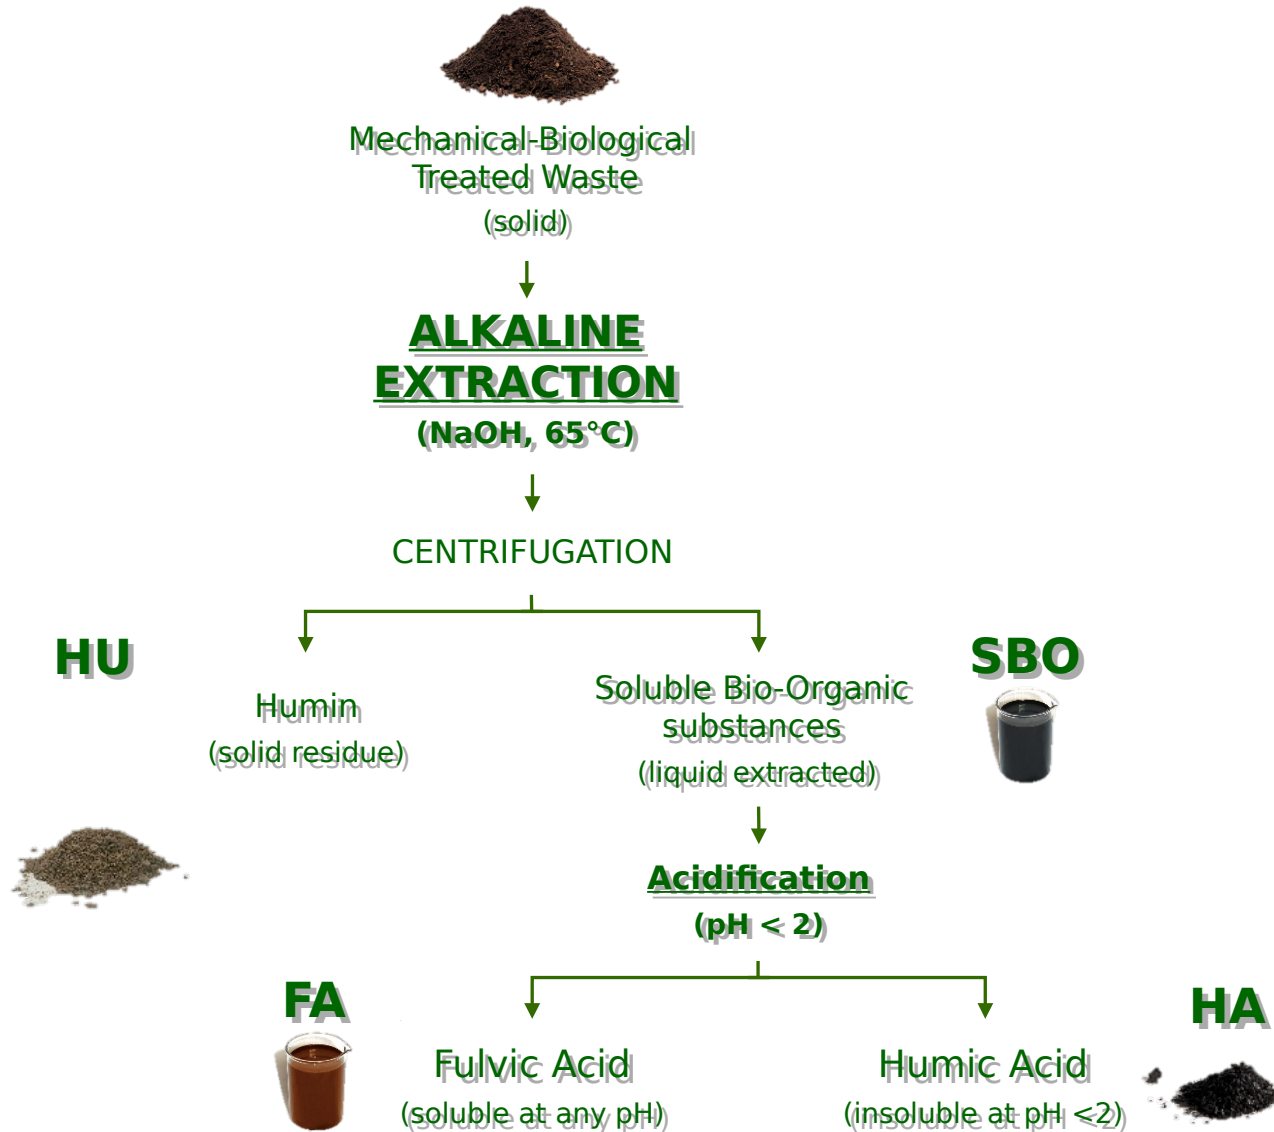 Mechanical-Biological
Treated Waste
(solid)
ALKALINE
EXTRACTION
(NaOH, 65°C)
CENTRIFUGATION
HU
Humin
(solid residue)
Soluble Bio-Organic
substances
(liquid extracted)
SBO
Acidification
(pH < 2)
FA
Fulvic Acid
(soluble at any pH)
Humic Acid
(insoluble at pH <2)
HA